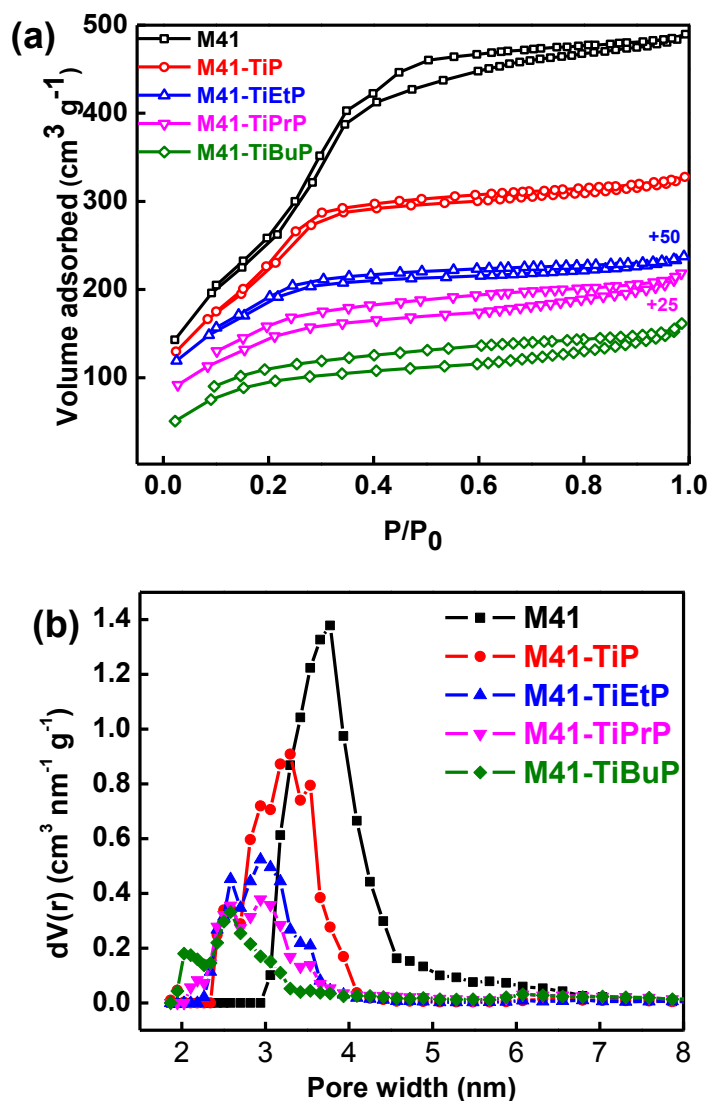 (a)
500
400
300
200
100
Volume adsorbed (cm³ g⁻¹)
M41
M41-TiP
M41-TiEtP
M41-TiPrP
M41-TiBuP
+50
+25
0.0 0.2 0.4 0.6 0.8 1.0
P/P₀
(b)
1.4
1.2
1.0
0.8
0.6
0.4
0.2
0.0
dV(r) (cm³ nm⁻¹ g⁻¹)
M41
M41-TiP
M41-TiEtP
M41-TiPrP
M41-TiBuP
2 3 4 5 6 7 8
Pore width (nm)